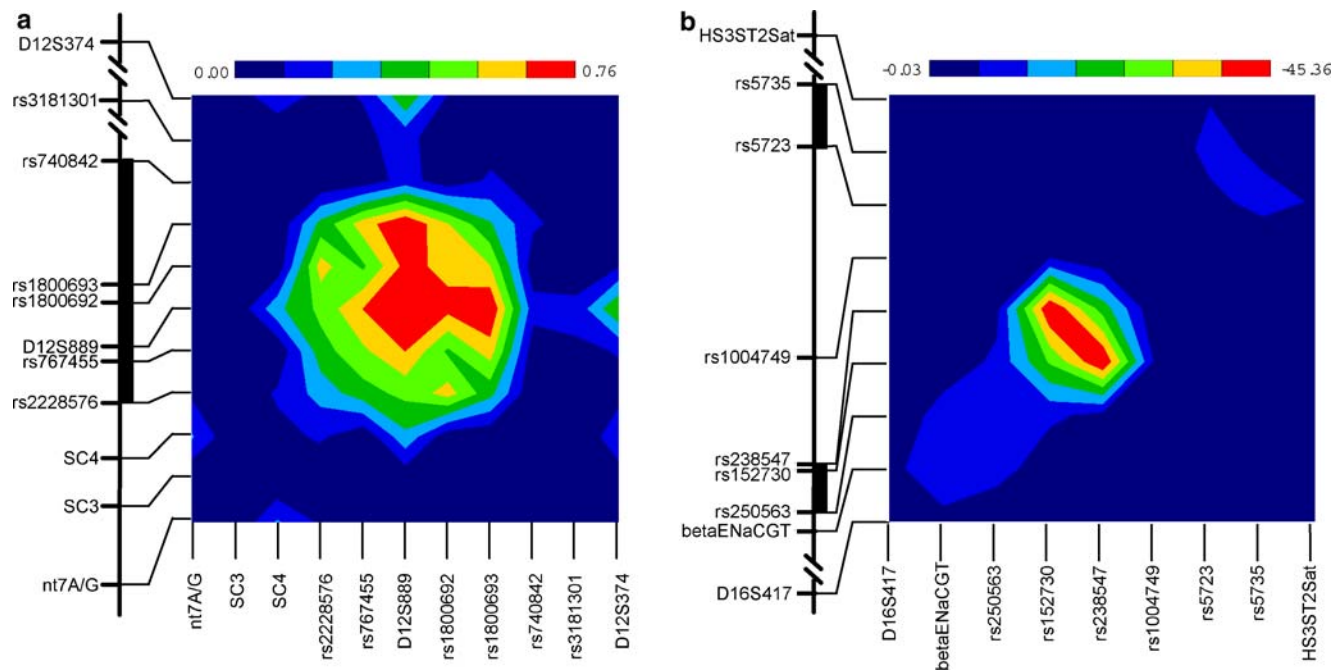 a
D12S374
rs3181301
rs740842
rs1800693
rs1800692
D12S889
rs767455
rs2228576
SC4
SC3
nt7A/G
0.00
0.76
nt7A/G
SC3
SC4
rs2228576
rs767455
D12S889
rs1800692
rs1800693
rs740842
rs3181301
D12S374
b
HS3ST2Sat
rs5735
rs5723
rs1004749
rs238547
rs152730
rs250563
betaENaCGT
D16S417
-0.03
-45.36
D16S417
betaENaCGT
rs250563
rs152730
rs238547
rs1004749
rs5723
rs5735
HS3ST2Sat